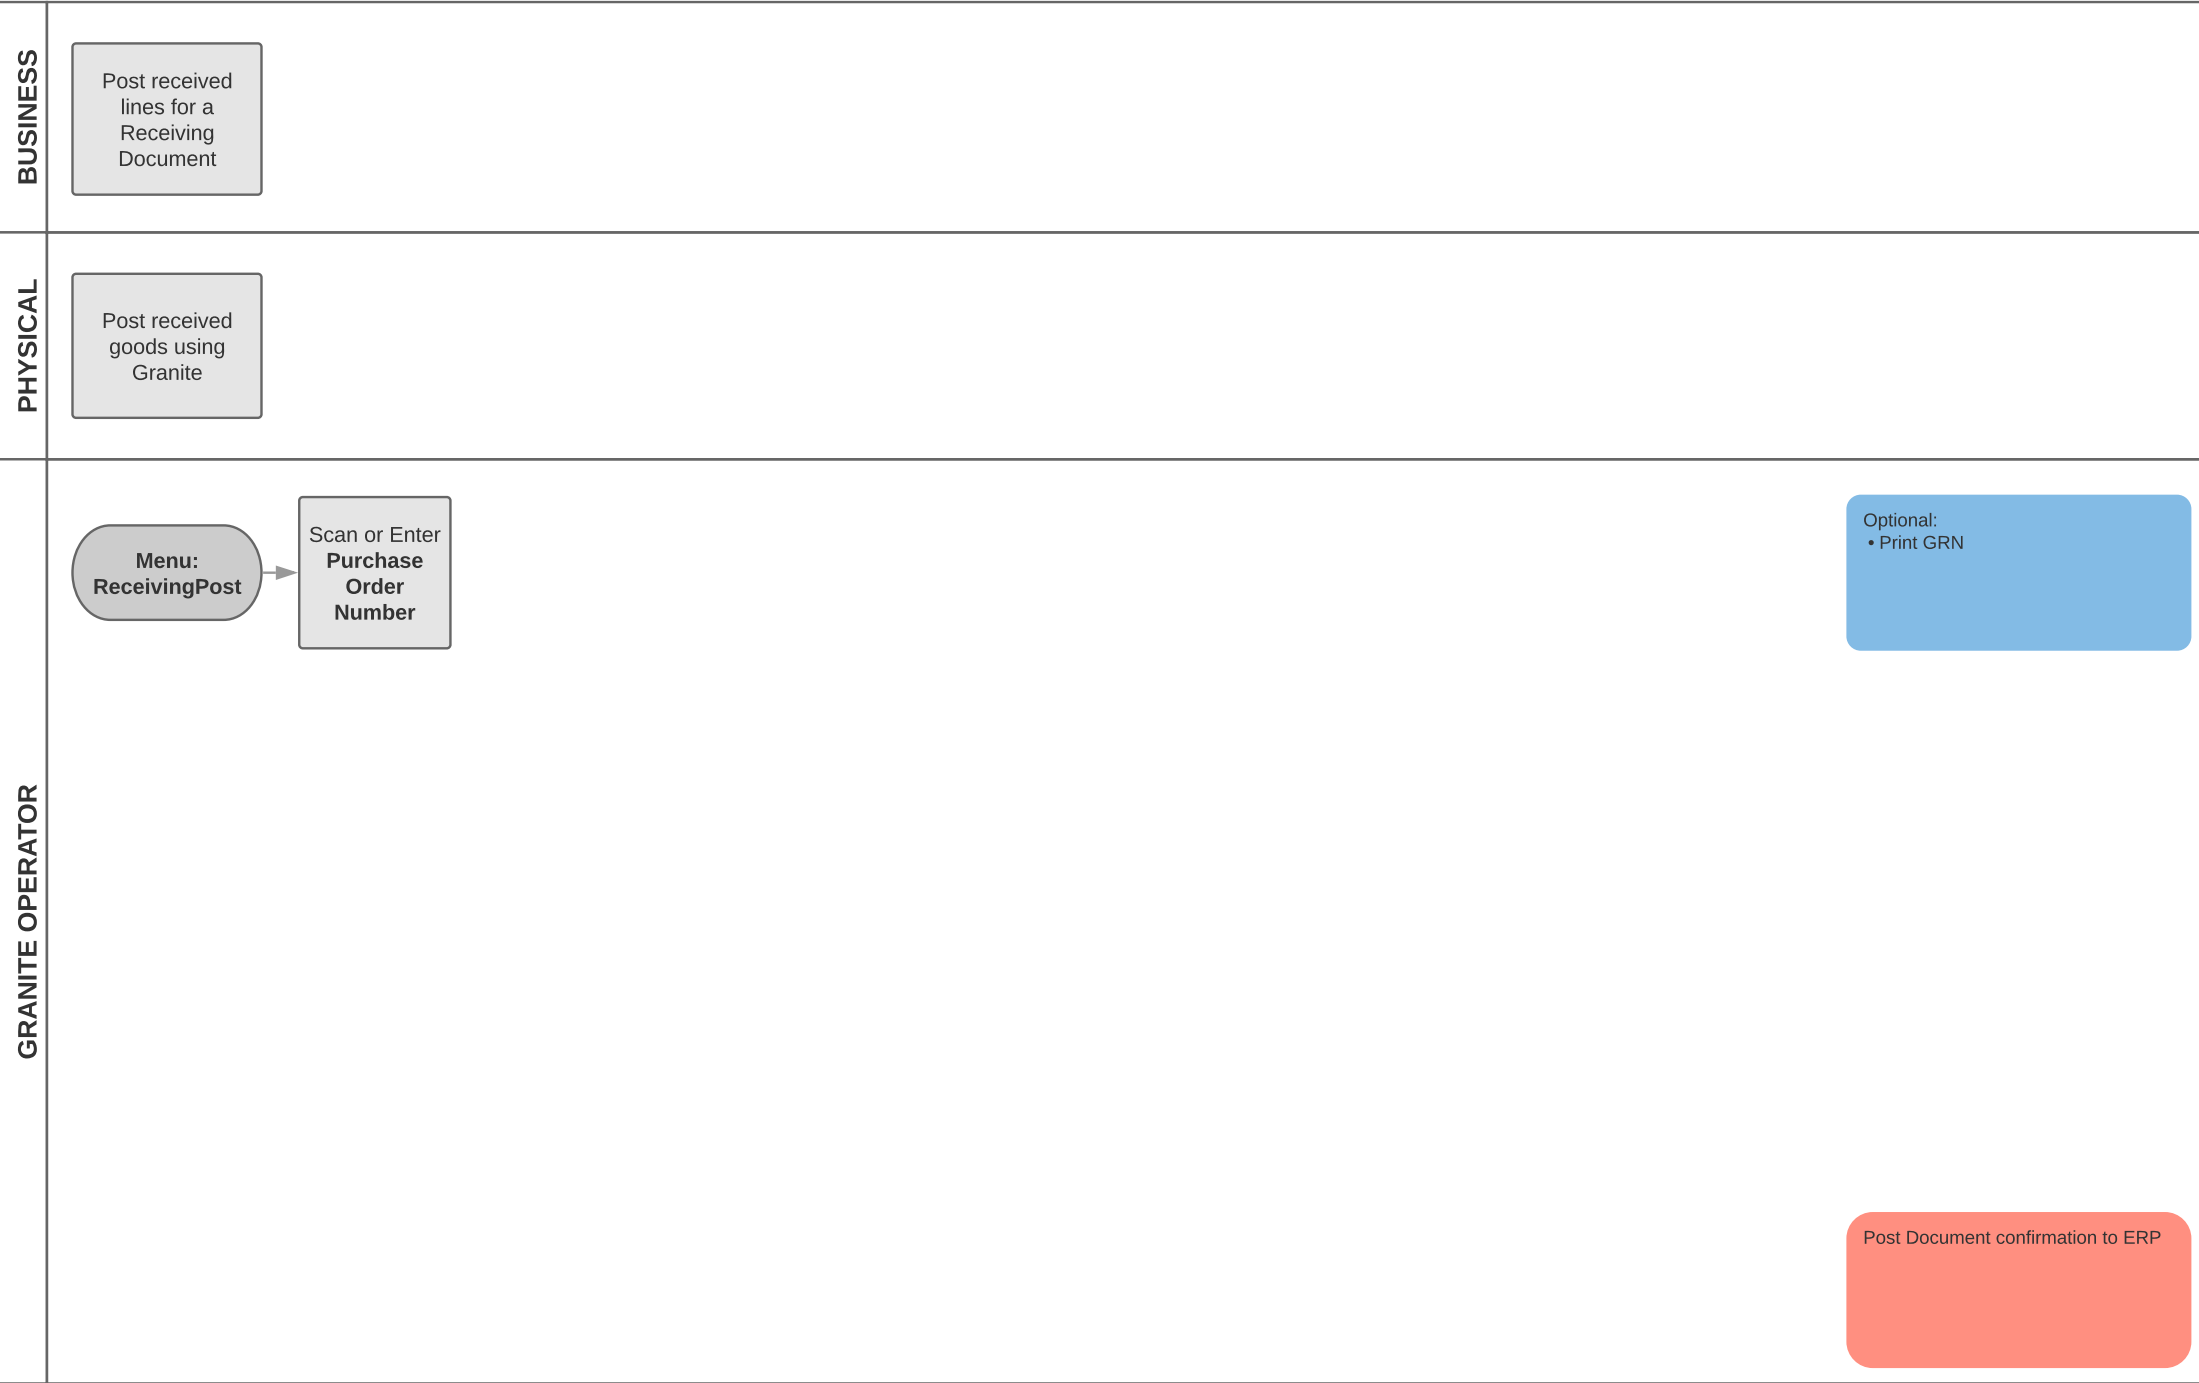 BUSINESS
Post received
lines for a
Receiving
Document
PHYSICAL
Post received
goods using
Granite
GRANITE OPERATOR
Menu:
ReceivingPost
Scan or Enter
Purchase
Order
Number
Optional:
• Print GRN
Post Document confirmation to ERP